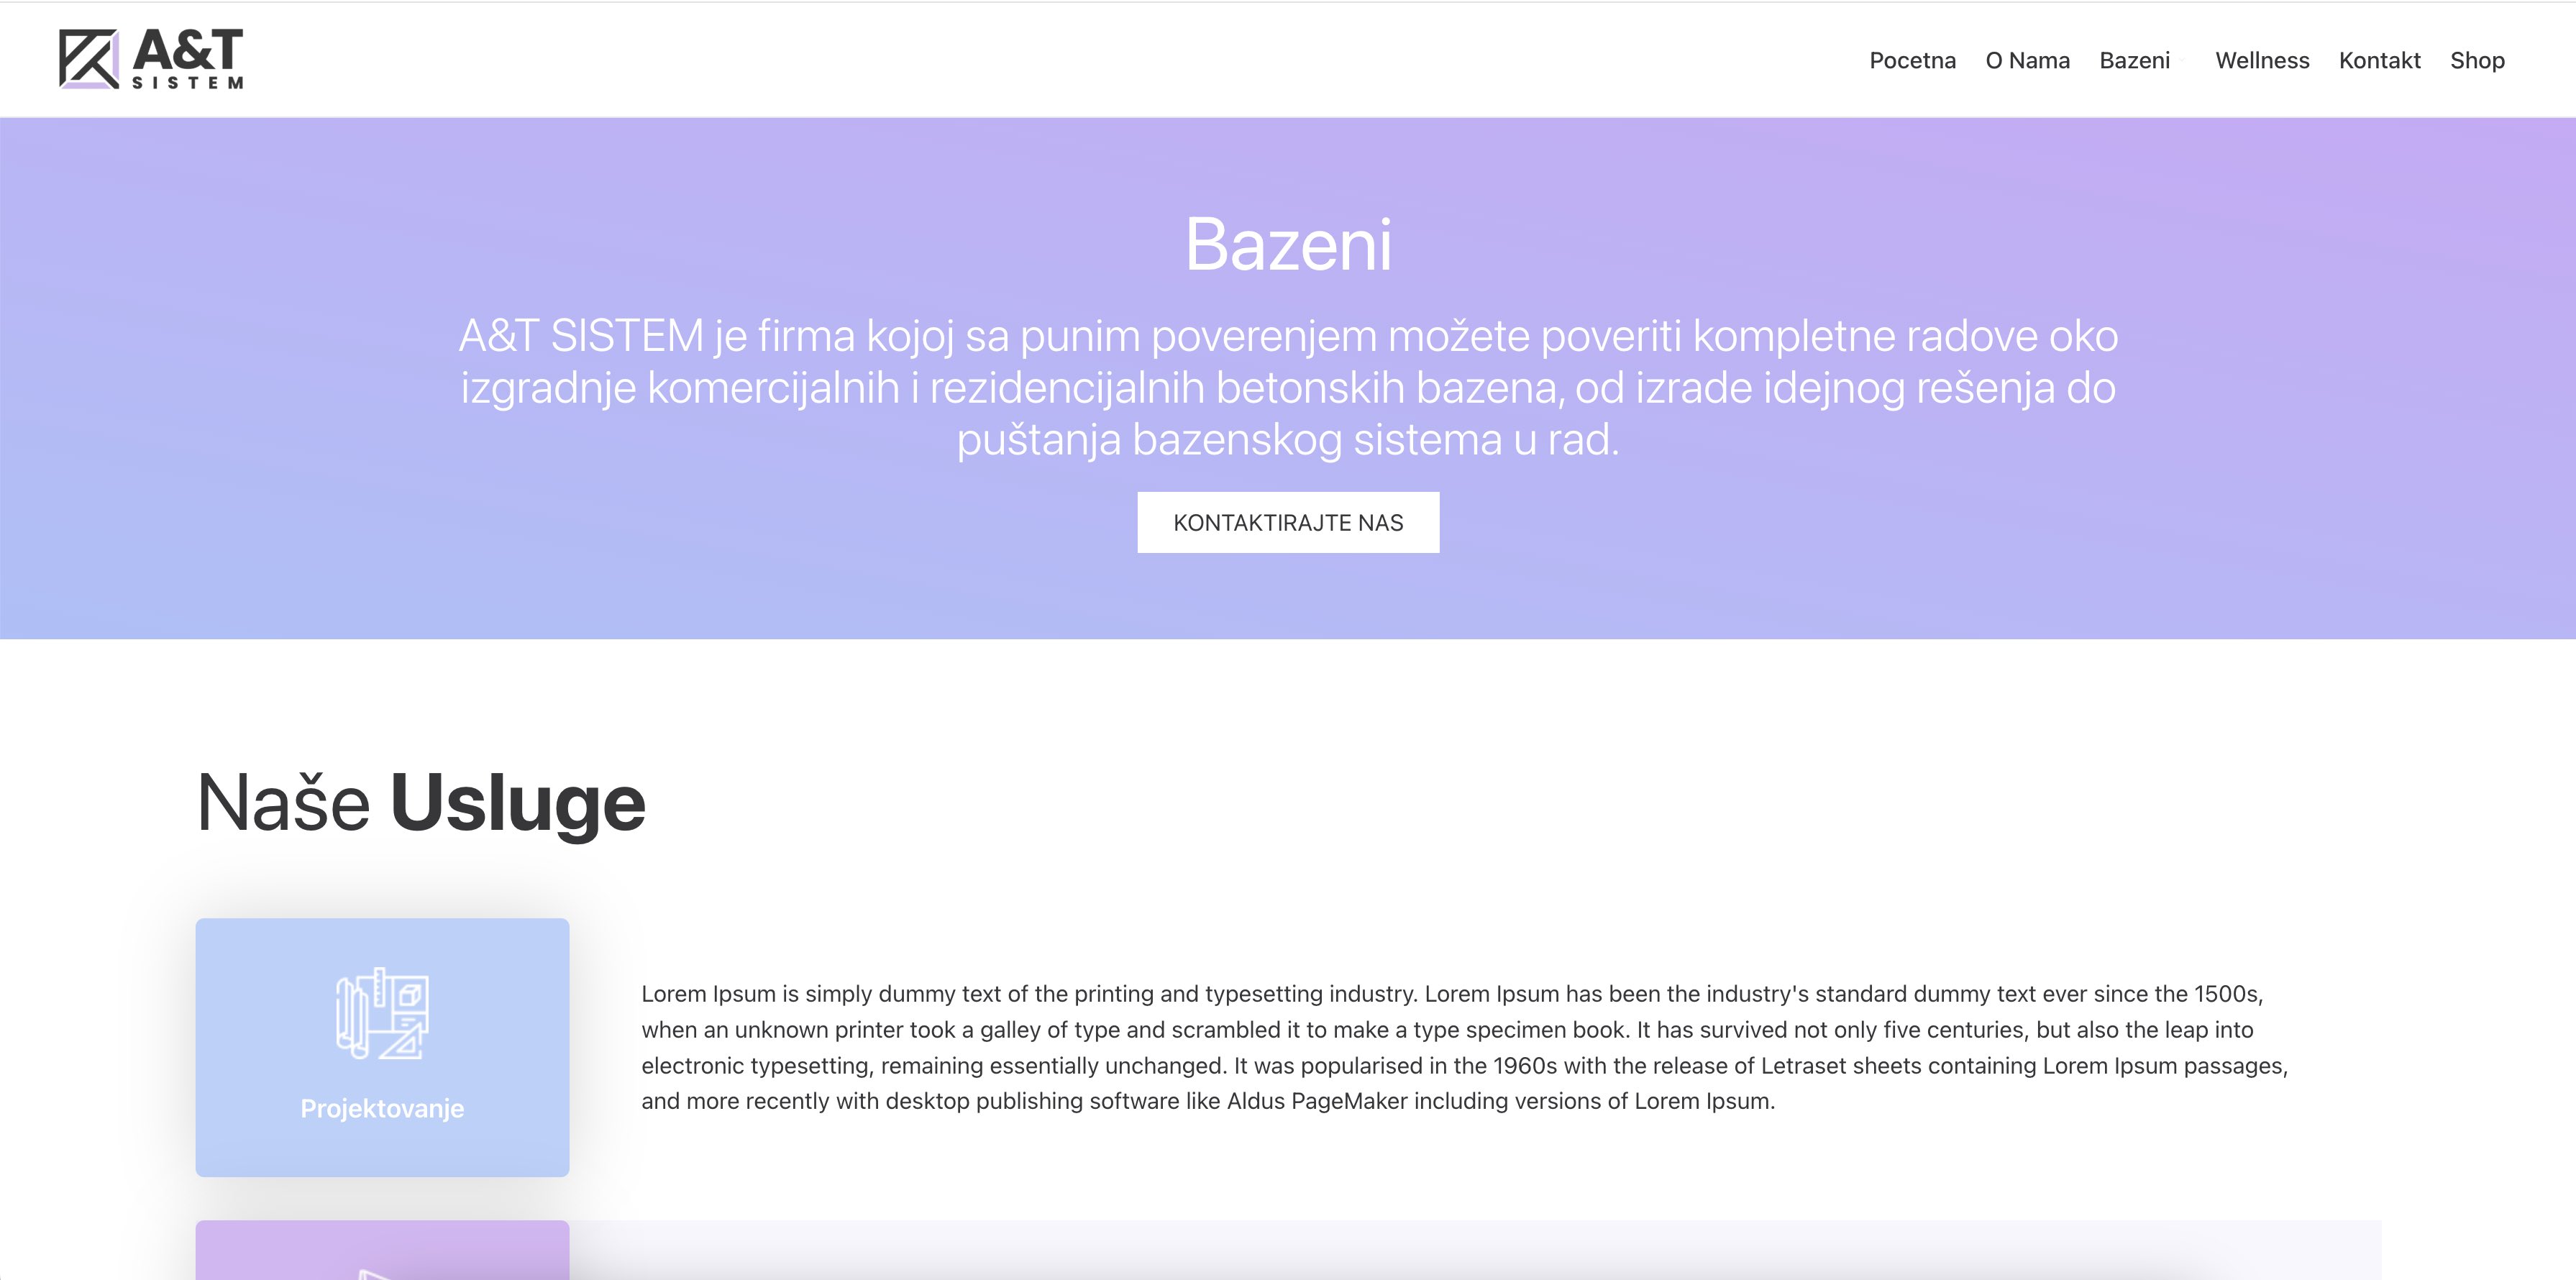 A&T
SISTEM
Pocetna
O Nama
Bazeni
Wellness
Kontakt
Shop
Bazeni
A&T SISTEM je firma kojoj sa punim poverenjem možete poveriti kompletne radove oko
izgradnje komercijalnih i rezidencijalnih betonskih bazena, od izrade idejnog rešenja do
puštanja bazenskog sistema u rad.
KONTAKTIRAJTE NAS
Naše Usluge
Projektovanje
Lorem Ipsum is simply dummy text of the printing and typesetting industry. Lorem Ipsum has been the industry's standard dummy text ever since the 1500s,
when an unknown printer took a galley of type and scrambled it to make a type specimen book. It has survived not only five centuries, but also the leap into
electronic typesetting, remaining essentially unchanged. It was popularised in the 1960s with the release of Letraset sheets containing Lorem Ipsum passages,
and more recently with desktop publishing software like Aldus PageMaker including versions of Lorem Ipsum.